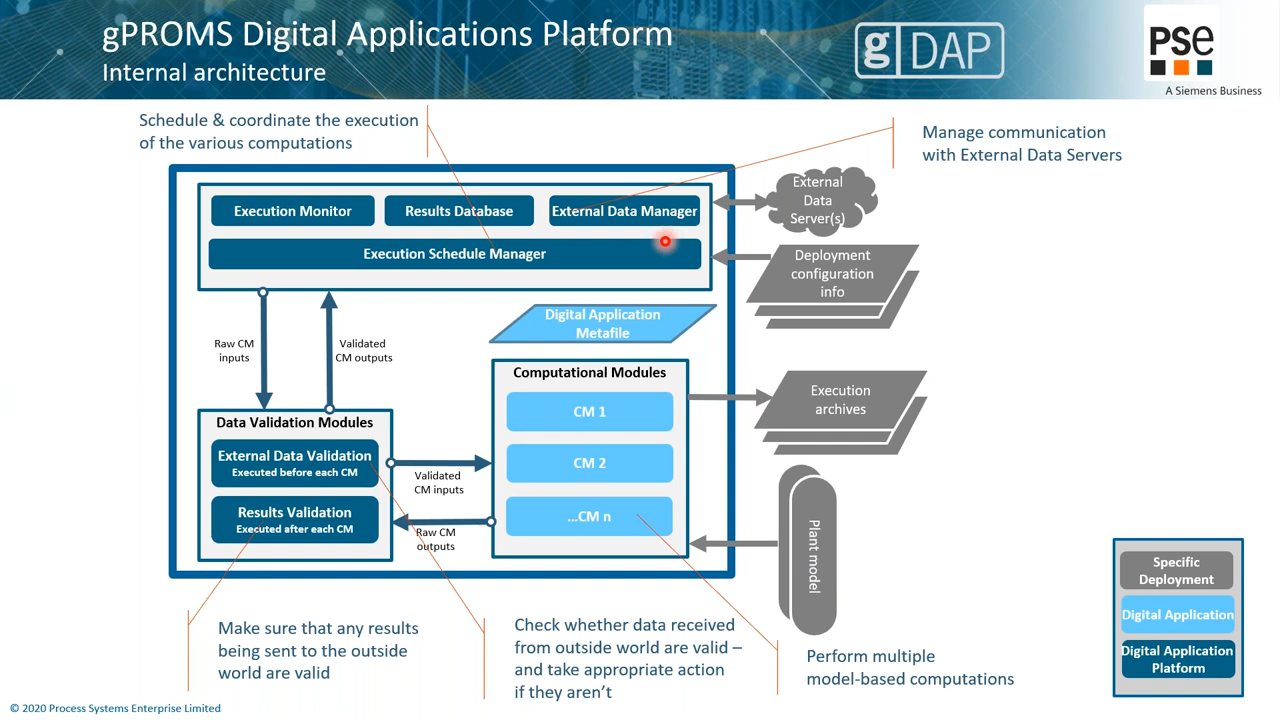 gPROMS Digital Applications Platform
Internal architecture
g DAP
PSe
A Siemens Business
Schedule & coordinate the execution
of the various computations
Manage communication
with External Data Servers
Execution Monitor
Results Database
External Data Manager
Execution Schedule Manager
External
Data
Server(s)
Deployment
configuration
info
Digital Application
Metafile
Raw CM
inputs
Validated
CM outputs
Computational Modules
CM 1
CM 2
...CM n
Execution
archives
Data Validation Modules
External Data Validation
Executed before each CM
Results Validation
Executed after each CM
Validated
CM inputs
Raw CM
outputs
Plant model
Specific
Deployment
Digital Application
Digital Application
Platform
Make sure that any results
being sent to the outside
world are valid
Check whether data received
from outside world are valid –
and take appropriate action
if they aren't
Perform multiple
model-based computations
© 2020 Process Systems Enterprise Limited